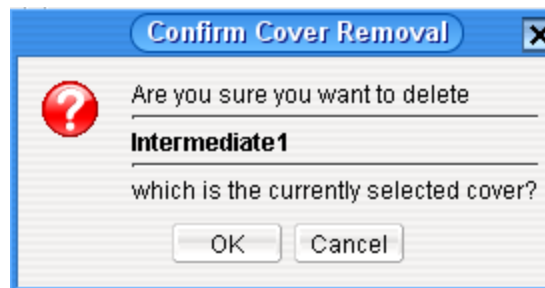 Confirm Cover Removal
Are you sure you want to delete
Intermediate1
which is the currently selected cover?
OK Cancel